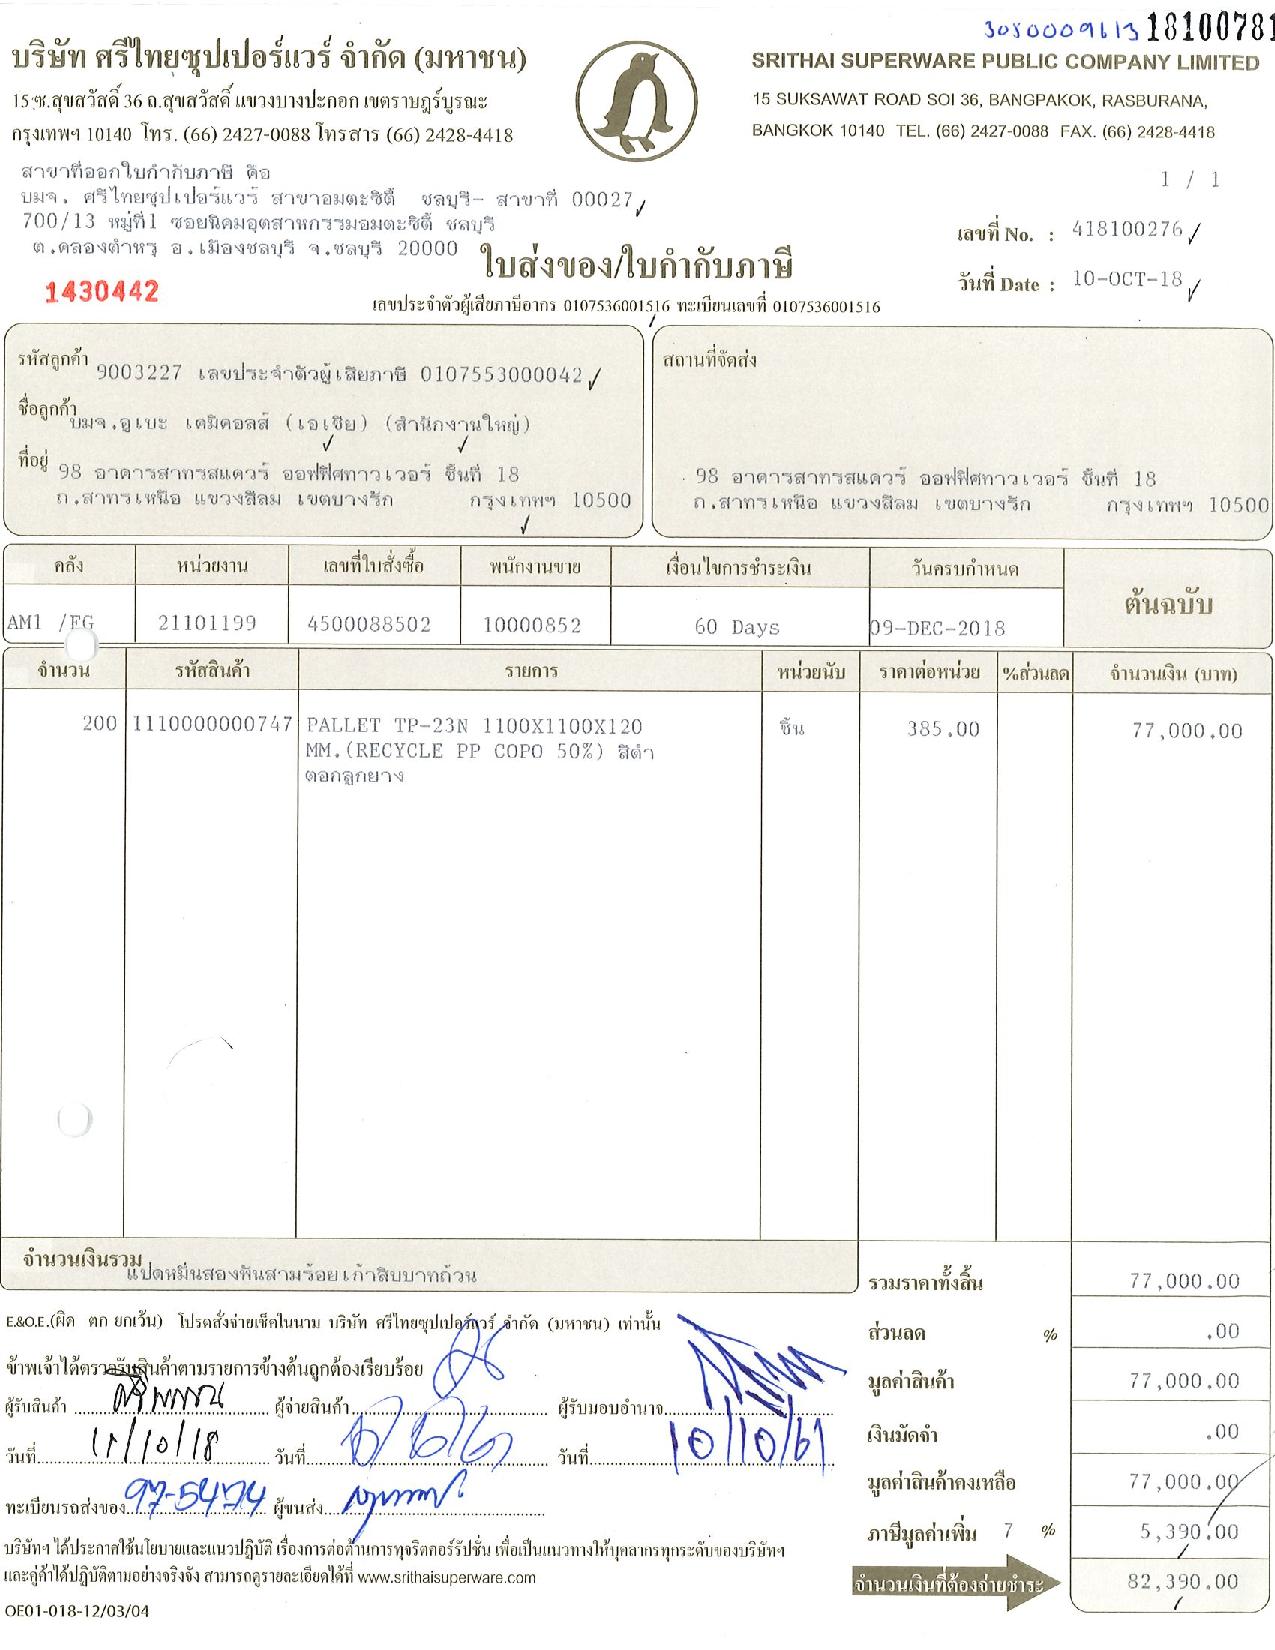 3050009613 18100781
บริษัท ศรีไทยซุปเปอร์แวร์ จำกัด (มหาชน)
15 ซ.สุขสวัสดิ์ 36 ถ.สุขสวัสดิ์ แขวงบางปะกอก เขตราษฎร์บูรณะ
กรุงเทพฯ 10140 โทร. (66) 2427-0088 โทรสาร (66) 2428-4418
SRITHAI SUPERWARE PUBLIC COMPANY LIMITED
15 SUKSAWAT ROAD SOI 36, BANGPAKOK, RASBURANA,
BANGKOK 10140 TEL. (66) 2427-0088 FAX. (66) 2428-4418
สาขาที่ออกใบกำกับภาษี คือ
บมจ. ศรีไทยซุปเปอร์แวร์ สาขาอมตะซิตี้ ชลบุรี- สาขาที่ 00027
700/13 หมู่ที่1 ซอยนิคมอุตสาหกรรมอมตะซิตี้ ชลบุรี
ต.คลองตำหรุ อ.เมืองชลบุรี จ.ชลบุรี 20000
1 / 1
เลขที่ No. : 418100276
วันที่ Date : 10-OCT-18
1430442
ใบส่งของ/ใบกำกับภาษี
เลขประจำตัวผู้เสียภาษีอากร 0107536001516 ทะเบียนเลขที่ 0107536001516
รหัสลูกค้า 9003227 เลขประจำตัวผู้เสียภาษี 0107553000042
ชื่อลูกค้า บมจ.อูเบะ เคมิคอลส์ (เอเชีย) (สำนักงานใหญ่)
ที่อยู่ 98 อาคารสาทรสแควร์ ออฟฟิศทาวเวอร์ ชั้นที่ 18
ถ.สาทรเหนือ แขวงสีลม เขตบางรัก กรุงเทพฯ 10500
สถานที่จัดส่ง
98 อาคารสาทรสแควร์ ออฟฟิศทาวเวอร์ ชั้นที่ 18
ถ.สาทรเหนือ แขวงสีลม เขตบางรัก กรุงเทพฯ 10500
คลัง หน่วยงาน เลขที่ใบสั่งซื้อ พนักงานขาย เงื่อนไขการชำระเงิน วันครบกำหนด ต้นฉบับ
AM1 /FG 21101199 4500088502 10000852 60 Days 09-DEC-2018
จำนวน รหัสสินค้า รายการ หน่วยนับ ราคาต่อหน่วย %ส่วนลด จำนวนเงิน (บาท)
200 1110000000747 PALLET TP-23N 1100X1100X120 ชิ้น 385.00 77,000.00
MM.(RECYCLE PP COPO 50%) สีดำ
ตอกลูกยาง
จำนวนเงินรวม แปดหมื่นสองพันสามร้อยเก้าสิบบาทถ้วน
รวมราคาทั้งสิ้น 77,000.00
ส่วนลด % .00
มูลค่าสินค้า 77,000.00
เงินมัดจำ .00
มูลค่าสินค้าคงเหลือ 77,000.00
ภาษีมูลค่าเพิ่ม 7 % 5,390.00
จำนวนเงินที่ต้องจ่ายชำระ 82,390.00
E.&O.E.(ผิด ตก ยกเว้น) โปรดสั่งจ่ายเช็คในนาม บริษัท ศรีไทยซุปเปอร์แวร์ จำกัด (มหาชน) เท่านั้น
ข้าพเจ้าได้ตรวจรับสินค้าตามรายการข้างต้นถูกต้องเรียบร้อย
ผู้รับสินค้า ผู้จ่ายสินค้า ผู้รับมอบอำนาจ
วันที่ วันที่ วันที่ 10/10/61
ทะเบียนรถส่งของ 97-5474 ผู้ขนส่ง
บริษัทฯ ได้ประกาศใช้นโยบายและแนวปฏิบัติ เรื่องการต่อต้านการทุจริตคอร์รัปชั่น เพื่อเป็นแนวทางให้บุคลากรทุกระดับของบริษัทฯ
และคู่ค้าได้ปฏิบัติตามอย่างจริงจัง สามารถดูรายละเอียดได้ที่ www.srithaisuperware.com
OE01-018-12/03/04